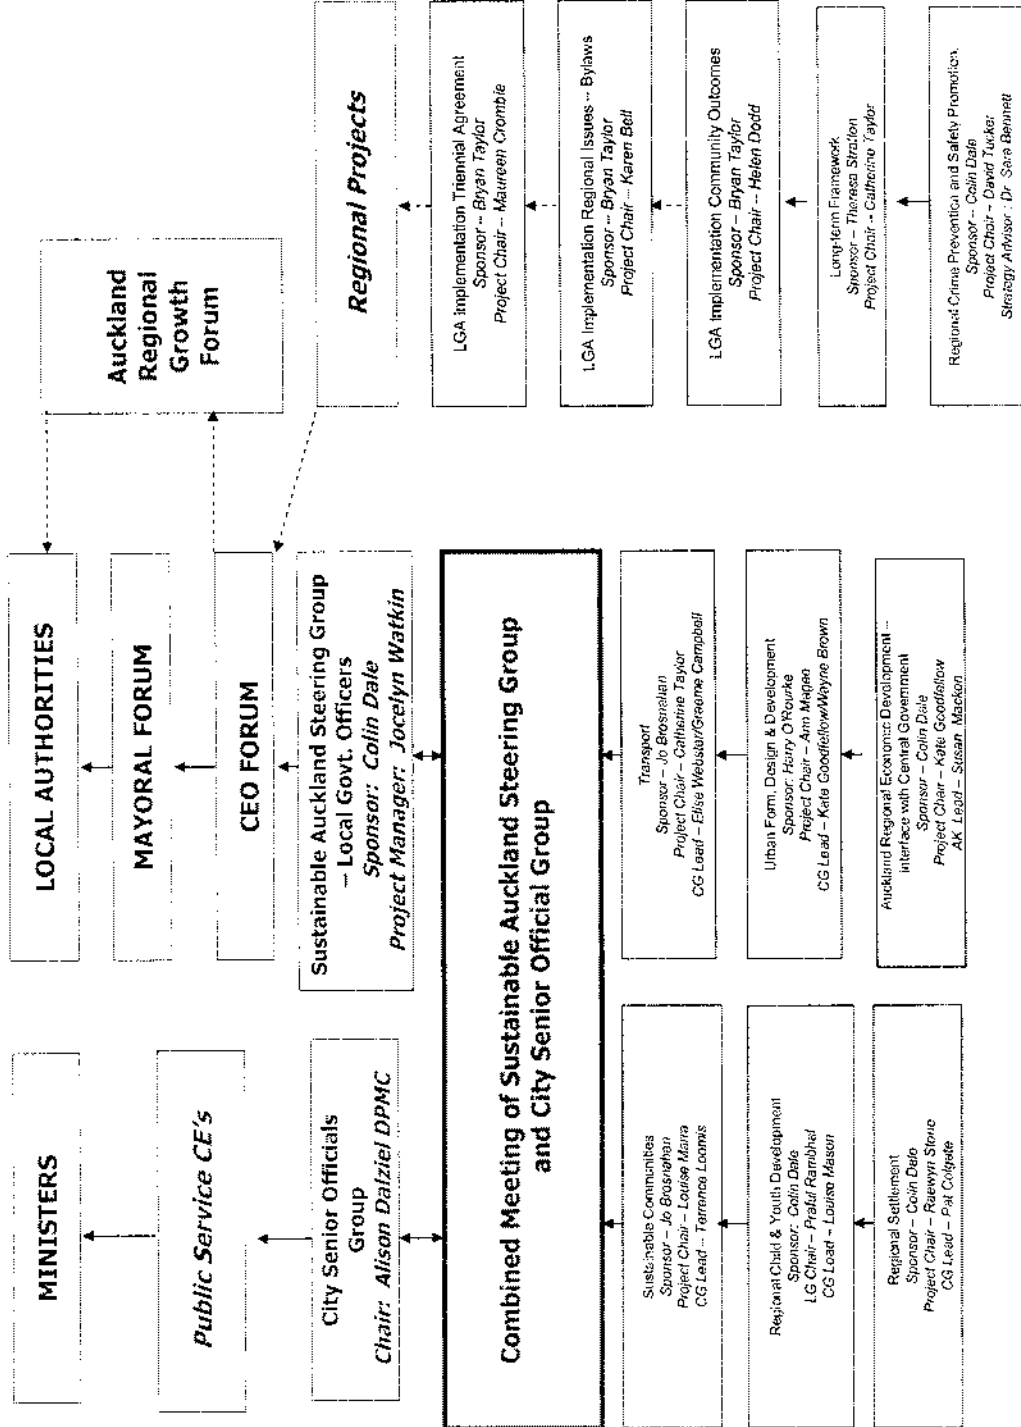 MINISTERS
Public Service CE's
City Senior Officials
Group
Chair: Alison Dalziel DPMC
LOCAL AUTHORITIES
MAYORAL FORUM
CEO FORUM
Sustainable Auckland Steering Group
– Local Govt. Officers
Sponsor: Colin Dale
Project Manager: Jocelyn Watkin
Auckland
Regional
Growth
Forum
Combined Meeting of Sustainable Auckland Steering Group
and City Senior Official Group
Sustainable Communities
Sponsor – Jo Brosnahan
Project Chair – Louise Marra
CG Lead – Terrence Loomis
Regional Child & Youth Development
Sponsor: Colin Dale
LG Chair – Praful Rambhai
CG Lead – Louise Mason
Regional Settlement
Sponsor – Colin Dale
Project Chair – Raewyn Stone
CG Lead – Pat Colgate
Transport
Sponsor – Jo Brosnahan
Project Chair – Catherine Taylor
CG Lead – Elise Webster/Graeme Campbell
Urban Form, Design & Development
Sponsor: Harry O'Rourke
Project Chair – Ann Magee
CG Lead – Kate Goodfellow/Wayne Brown
Auckland Regional Economic Development –
interface with Central Government
Sponsor – Colin Dale
Project Chair – Kate Goodfellow
AK Lead – Susan Macken
Regional Projects
LGA Implementation Triennial Agreement
Sponsor – Bryan Taylor
Project Chair – Maureen Crombie
LGA Implementation Regional Issues – Bylaws
Sponsor – Bryan Taylor
Project Chair – Karen Bell
LGA Implementation Community Outcomes
Sponsor – Bryan Taylor
Project Chair – Helen Dodd
Long-term Framework
Sponsor – Theresa Stratton
Project Chair – Catherine Taylor
Regional Crime Prevention and Safety Promotion.
Sponsor – Colin Dale
Project Chair – David Tucker
Strategy Advisor : Dr. Sara Bennett